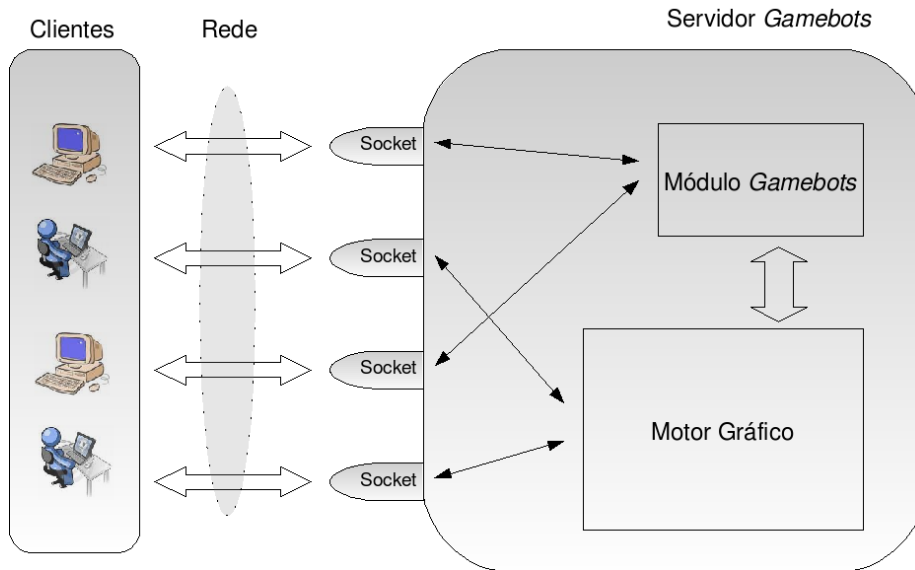 Servidor Gamebots
Clientes
Rede
Socket
Módulo Gamebots
Socket
Socket
Motor Gráfico
Socket